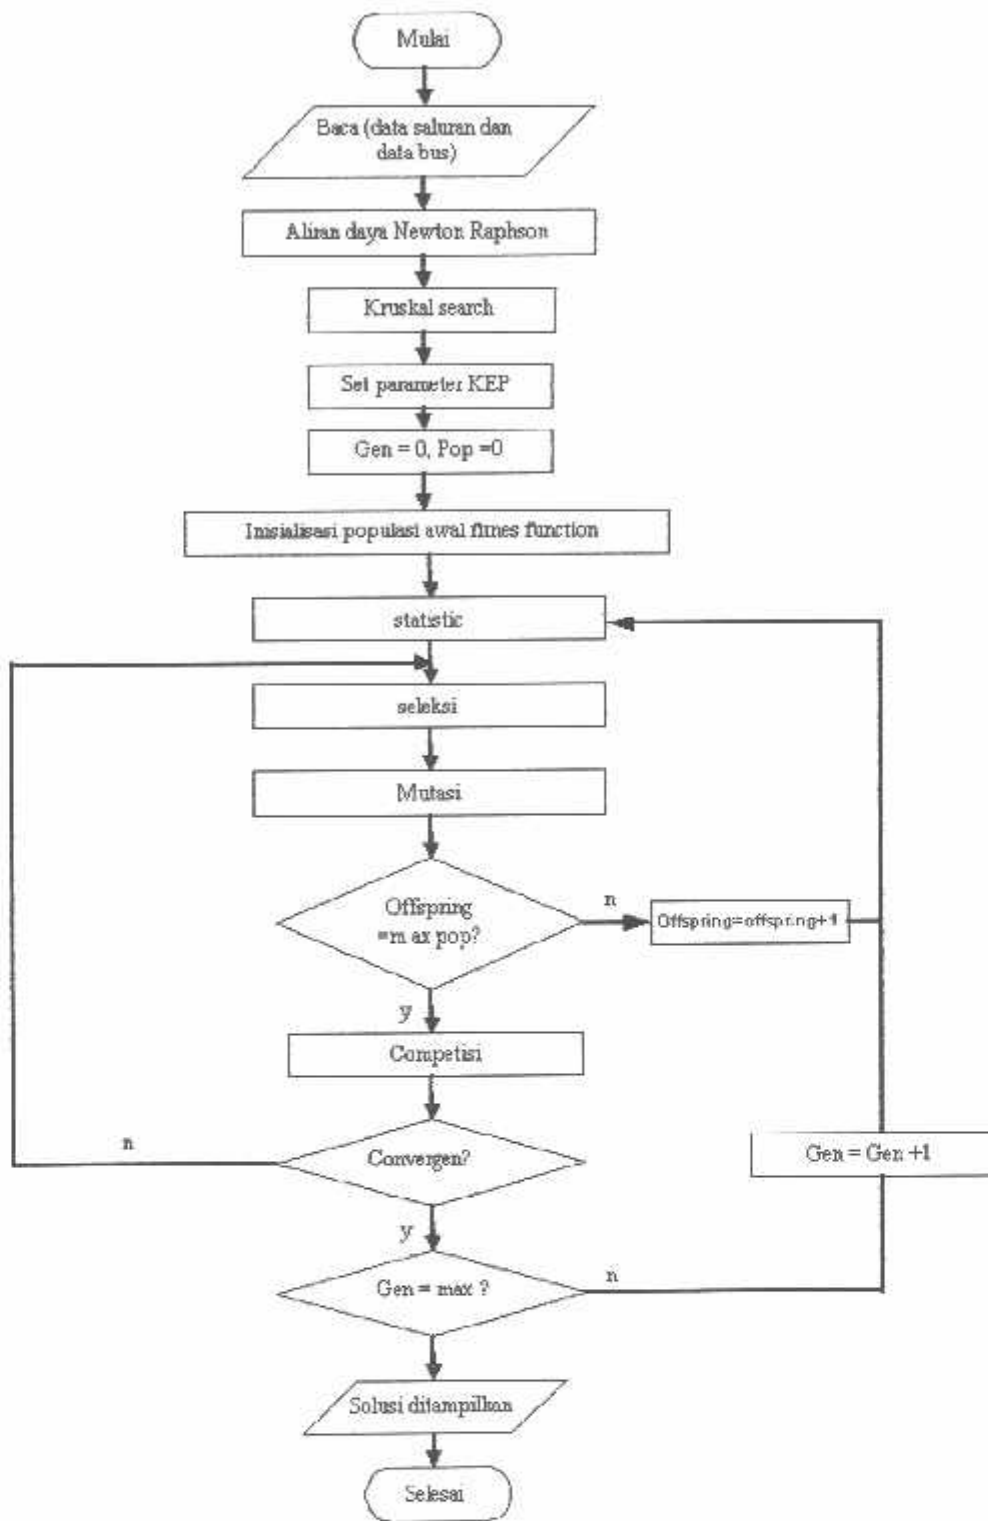 Mulai
Baca (data saluran dan
data bus)
Aliran daya Newton Raphson
Kruskal search
Set parameter KEP
Gen = 0, Pop =0
Inisialisasi populasi awal fitnes function
statistic
seleksi
Mutasi
Offspring
=m ax pop?
n
Offspring=offspring+1
y
Competisi
Convergen?
n
Gen = Gen +1
y
Gen = max ?
n
Solusi ditampilkan
Selesai